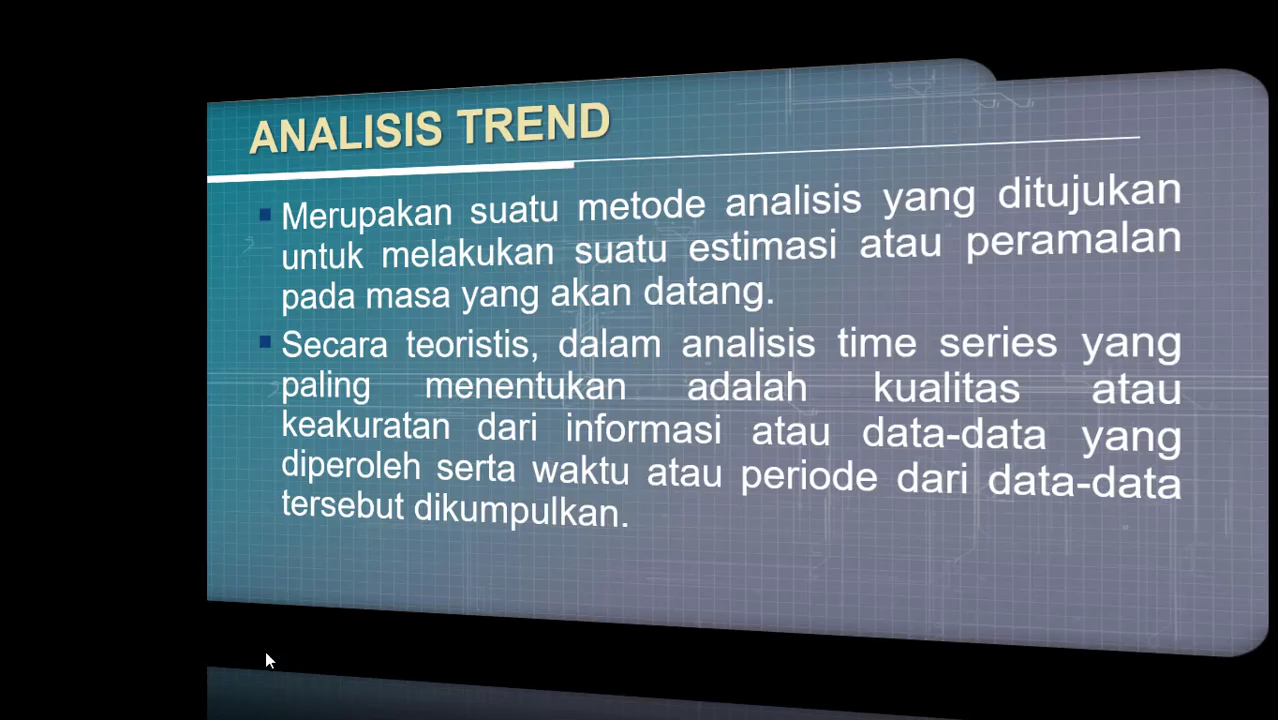 ANALISIS TREND
▪ Merupakan suatu metode analisis yang ditujukan
untuk melakukan suatu estimasi atau peramalan
pada masa yang akan datang.
▪ Secara teoristis, dalam analisis time series yang
paling menentukan adalah kualitas atau
keakuratan dari informasi atau data-data yang
diperoleh serta waktu atau periode dari data-data
tersebut dikumpulkan.